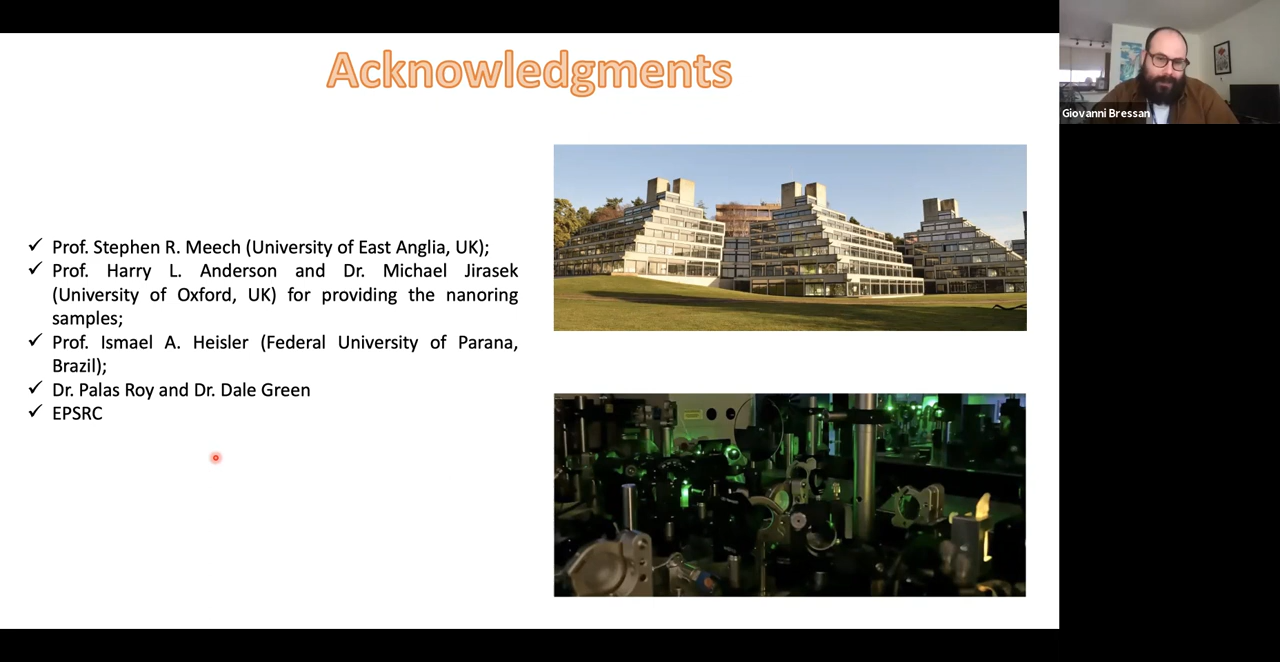 Acknowledgments
✓ Prof. Stephen R. Meech (University of East Anglia, UK);
✓ Prof. Harry L. Anderson and Dr. Michael Jirasek
(University of Oxford, UK) for providing the nanoring
samples;
✓ Prof. Ismael A. Heisler (Federal University of Parana,
Brazil);
✓ Dr. Palas Roy and Dr. Dale Green
✓ EPSRC
Giovanni Bressan